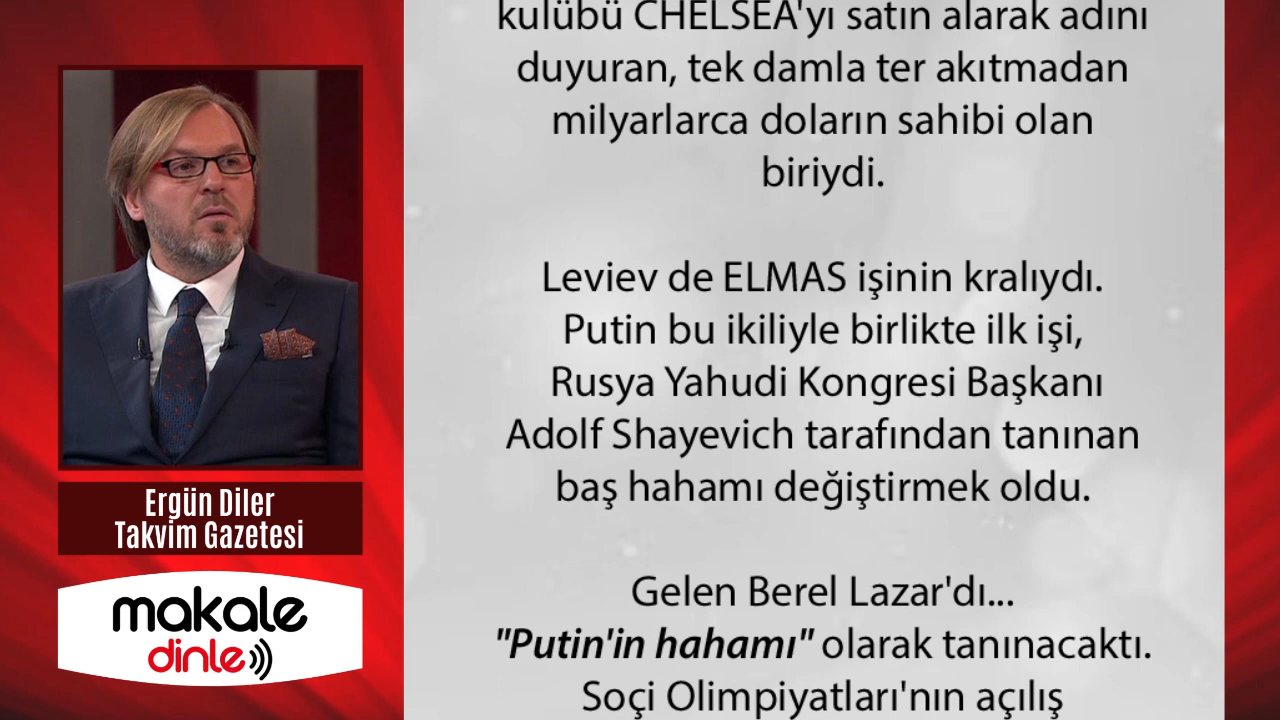 kulübü CHELSEA'yı satın alarak adını
duyuran, tek damla ter akıtmadan
milyarlarca doların sahibi olan
biriydi.
Leviev de ELMAS işinin kralıydı.
Putin bu ikiliyle birlikte ilk işi,
Rusya Yahudi Kongresi Başkanı
Adolf Shayevich tarafından tanınan
baş hahamı değiştirmek oldu.
Gelen Berel Lazar'dı...
"Putin'in hahamı" olarak tanınacaktı.
Soçi Olimpiyatları'nın açılış
Ergün Diler
Takvim Gazetesi
makale
dinle